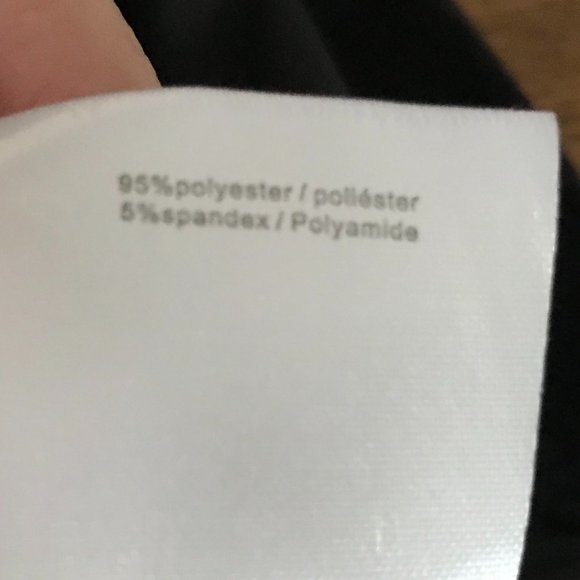 95%polyester / poliéster
5%spandex / Polyamide